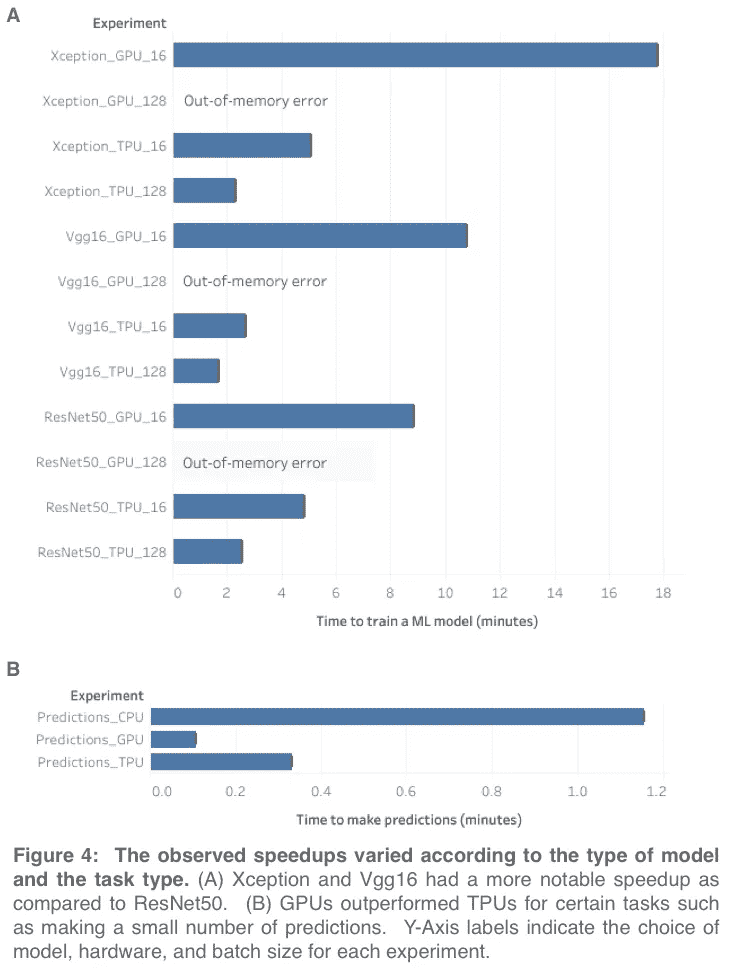 A
Experiment
Xception_GPU_16
Xception_GPU_128 Out-of-memory error
Xception_TPU_16
Xception_TPU_128
Vgg16_GPU_16
Vgg16_GPU_128 Out-of-memory error
Vgg16_TPU_16
Vgg16_TPU_128
ResNet50_GPU_16
ResNet50_GPU_128 Out-of-memory error
ResNet50_TPU_16
ResNet50_TPU_128
0 2 4 6 8 10 12 14 16 18
Time to train a ML model (minutes)
B
Experiment
Predictions_CPU
Predictions_GPU
Predictions_TPU
0.0 0.2 0.4 0.6 0.8 1.0 1.2
Time to make predictions (minutes)
Figure 4: The observed speedups varied according to the type of model
and the task type. (A) Xception and Vgg16 had a more notable speedup as
compared to ResNet50. (B) GPUs outperformed TPUs for certain tasks such
as making a small number of predictions. Y-Axis labels indicate the choice of
model, hardware, and batch size for each experiment.